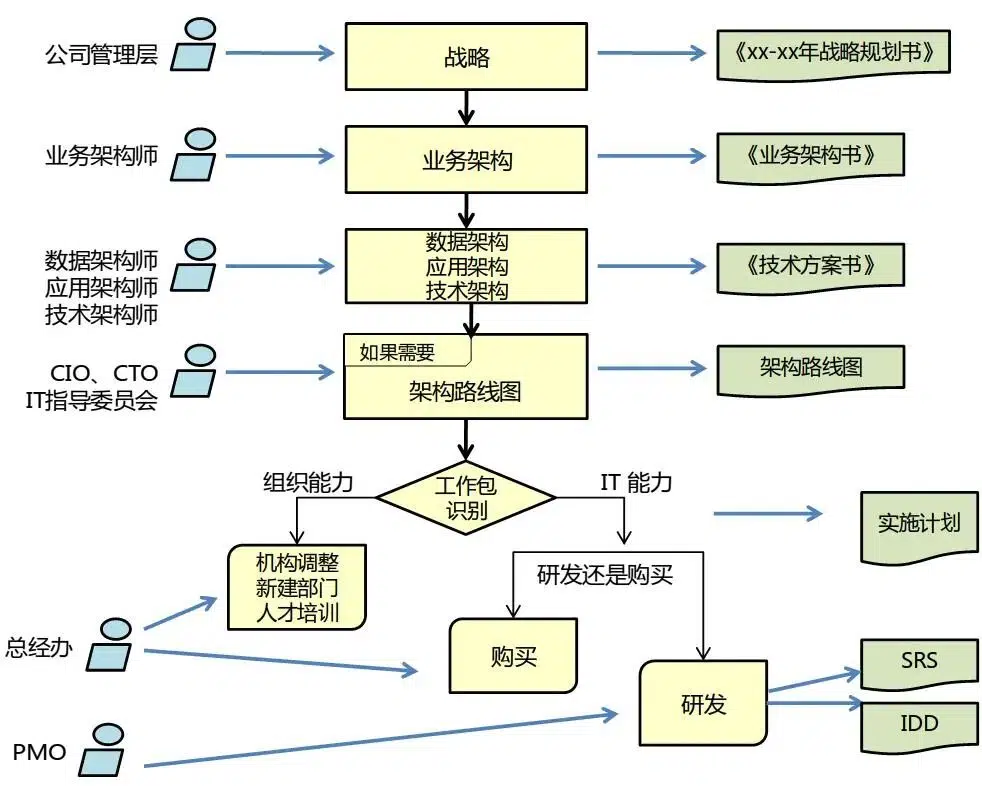 公司管理层
战略
《xx-xx年战略规划书》
业务架构师
业务架构
《业务架构书》
数据架构师
应用架构师
技术架构师
数据架构
应用架构
技术架构
《技术方案书》
CIO、CTO
IT指导委员会
如果需要
架构路线图
架构路线图
组织能力
工作包
识别
IT 能力
实施计划
机构调整
新建部门
人才培训
研发还是购买
总经办
购买
SRS
研发
IDD
PMO